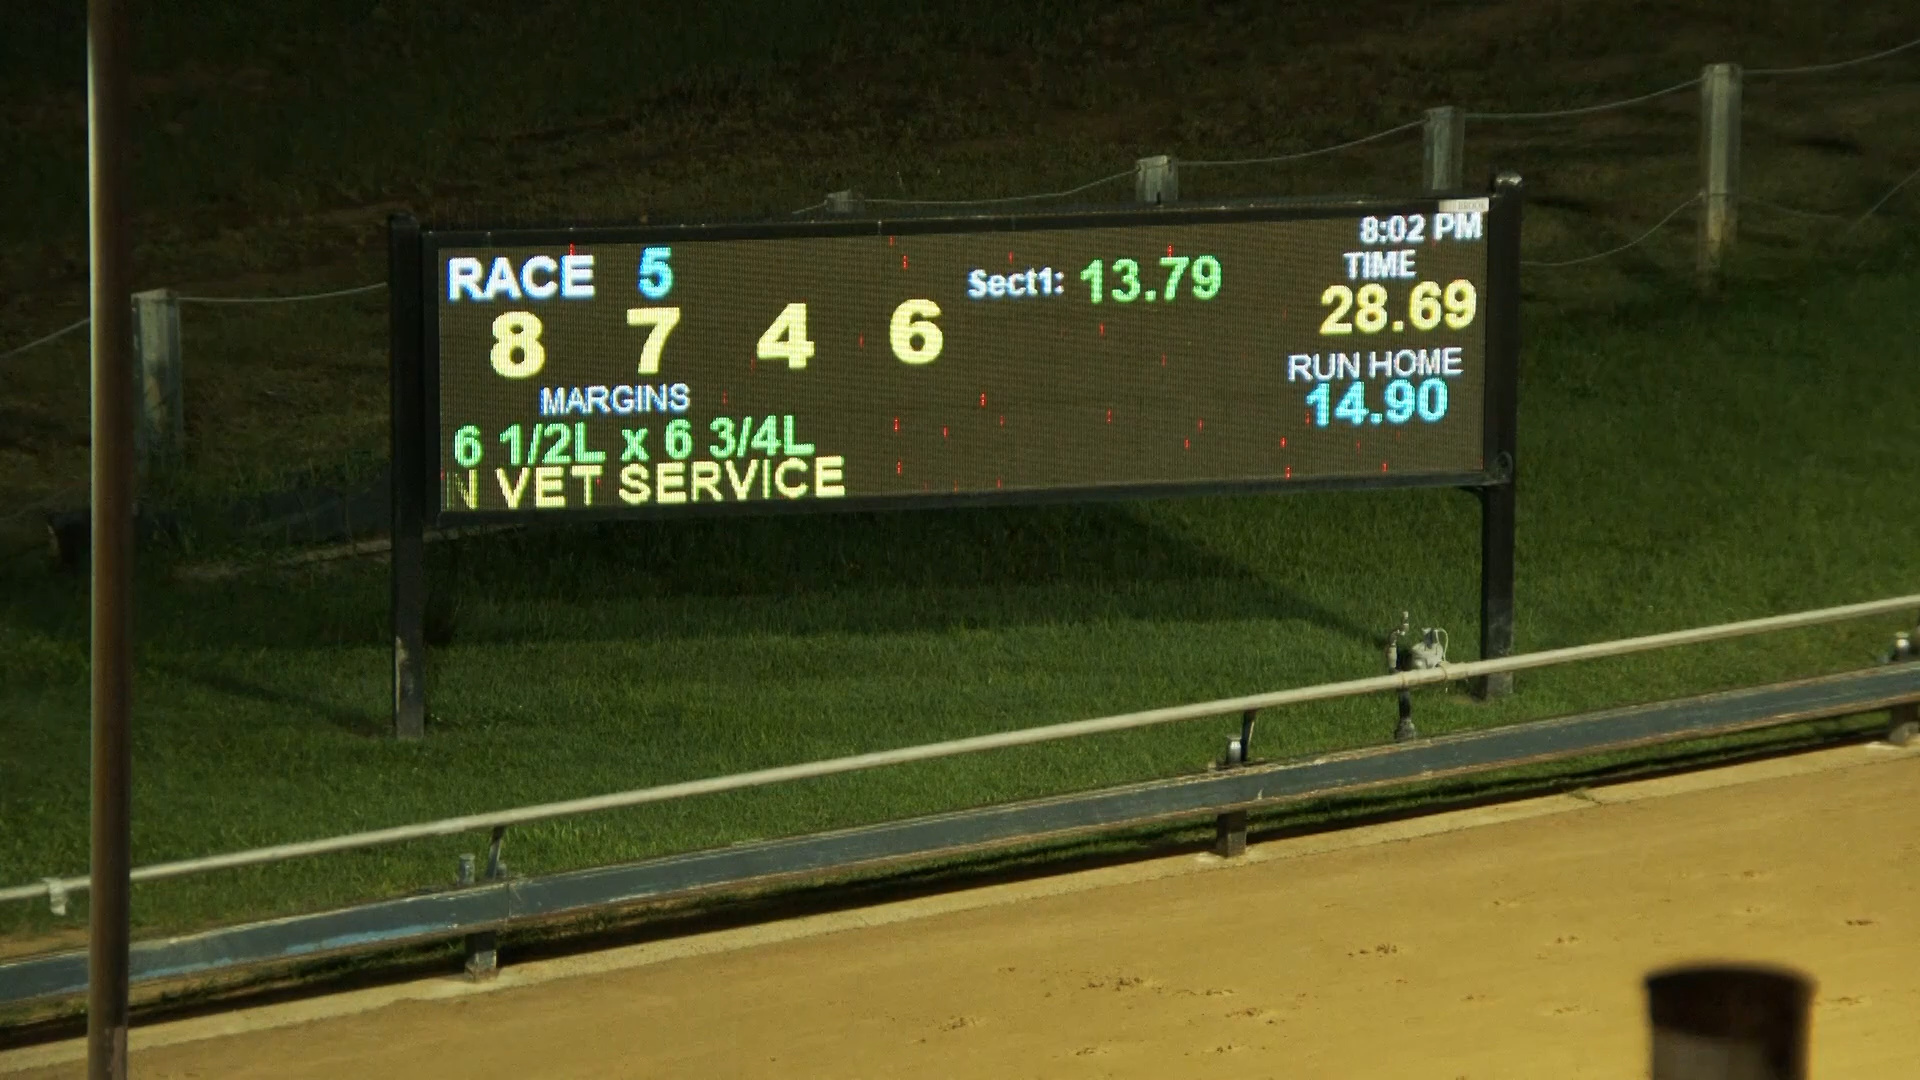 8:02 PM
RACE 5
Sect1: 13.79
TIME
28.69
8 7 4 6
RUN HOME
14.90
MARGINS
6 1/2L x 6 3/4L
N VET SERVICE